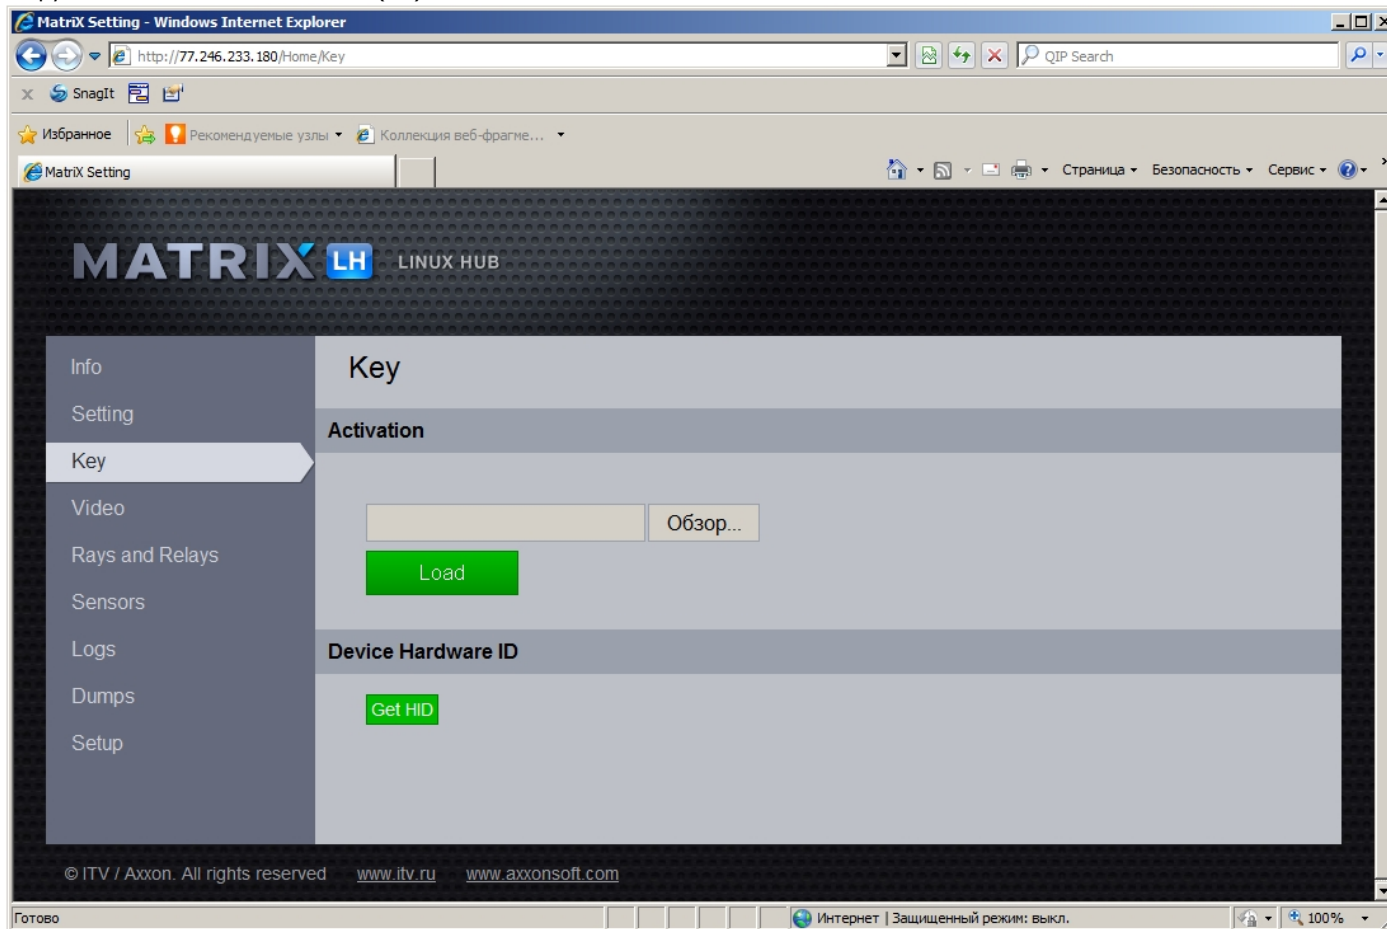 MatriX Setting - Windows Internet Explorer
http://77.246.233.180/Home/Key
QIP Search
x SnagIt
Избранное Рекомендуемые узлы Коллекция веб-фрагме...
MatriX Setting
Страница Безопасность Сервис
MATRIX LH LINUX HUB
Info
Setting
Key
Video
Rays and Relays
Sensors
Logs
Dumps
Setup
Key
Activation
Обзор...
Load
Device Hardware ID
Get HID
© ITV / Axxon. All rights reserved www.itv.ru www.axxonsoft.com
Готово
Интернет | Защищенный режим: выкл.
100%